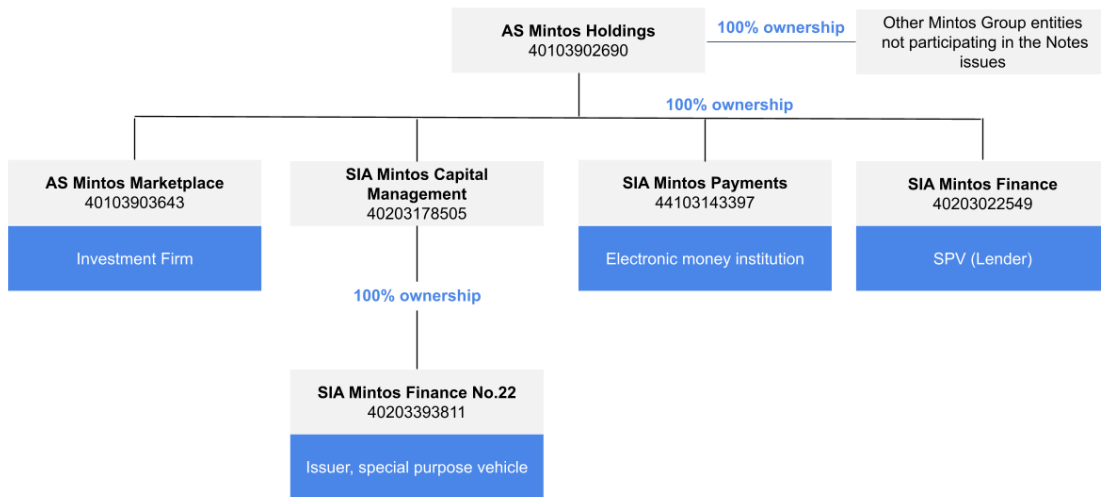 AS Mintos Holdings
40103902690
100% ownership
Other Mintos Group entities
not participating in the Notes
issues
100% ownership
AS Mintos Marketplace
40103903643
Investment Firm
SIA Mintos Capital
Management
40203178505
SIA Mintos Payments
44103143397
Electronic money institution
SIA Mintos Finance
40203022549
SPV (Lender)
100% ownership
SIA Mintos Finance No.22
40203393811
Issuer, special purpose vehicle